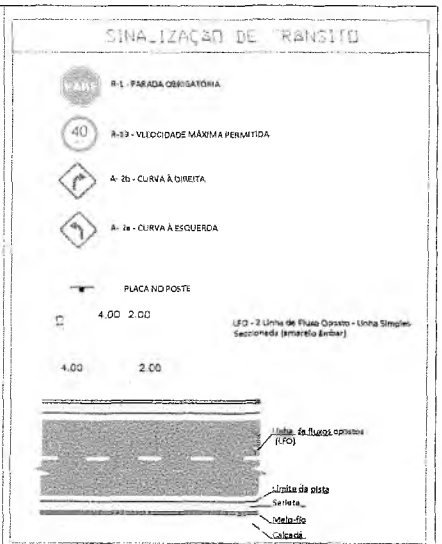 SINALIZAÇÃO DE TRÂNSITO
PARE
R-1 - PARADA OBRIGATÓRIA
40
R-19 - VELOCIDADE MÁXIMA PERMITIDA
A- 2b - CURVA À DIREITA
A- 2a - CURVA À ESQUERDA
PLACA NO POSTE
4.00 2.00
LFO - 2 Linha de Fluxo Oposto - Linha Simples
Seccionada (amarelo âmbar)
4.00 2.00
Linha de fluxos opostos
(LFO)
Limite da pista
Sarjeta
Meio-fio
Calçada